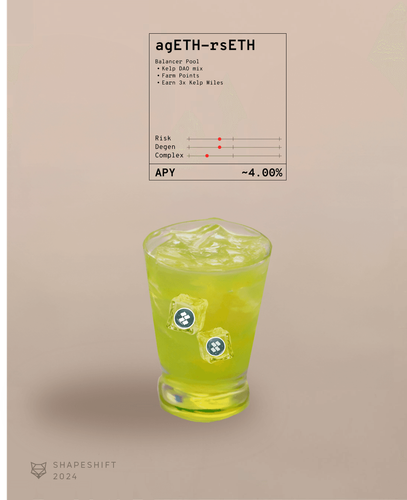 agETH–rsETH
Balancer Pool
• Kelp DAO mix
• Farm Points
• Earn 3x Kelp Miles
Risk
Degen
Complex
APY ~4.00%
SHAPESHIFT
2024